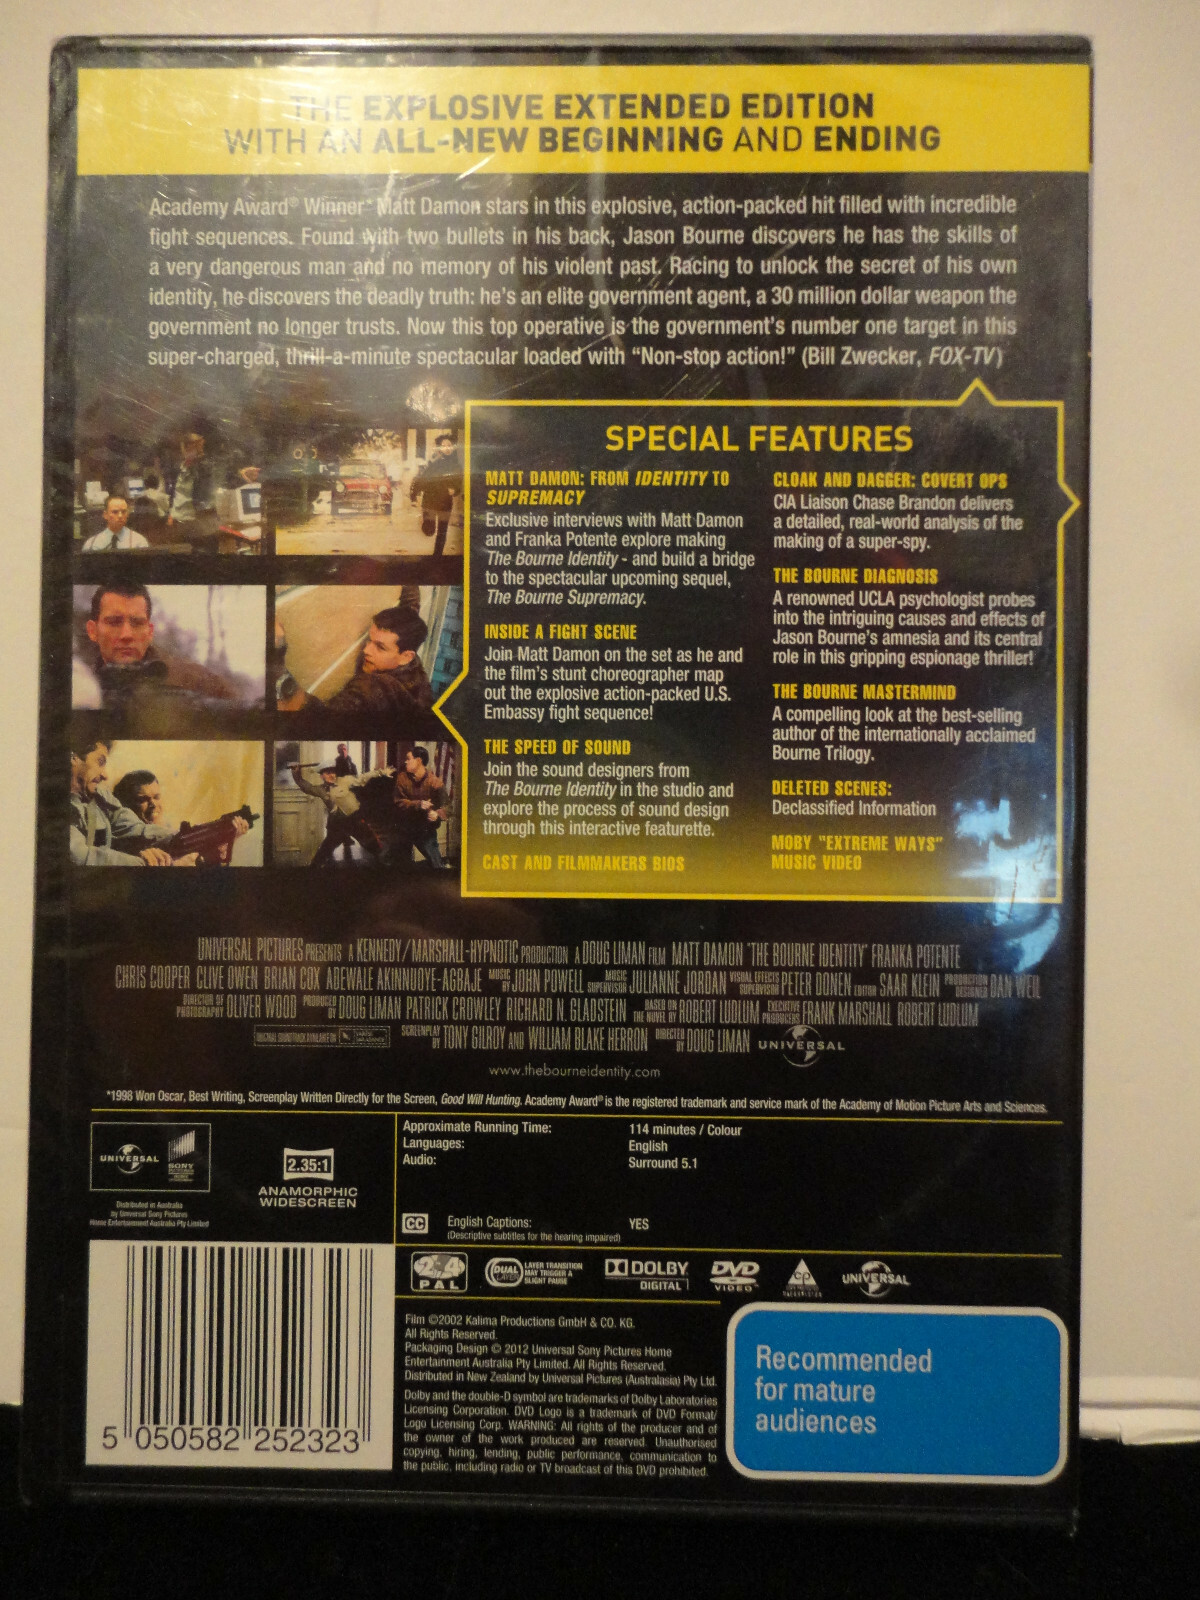 THE EXPLOSIVE EXTENDED EDITION
WITH AN ALL-NEW BEGINNING AND ENDING
Academy Award® Winner* Matt Damon stars in this explosive, action-packed hit filled with incredible
fight sequences. Found with two bullets in his back, Jason Bourne discovers he has the skills of
a very dangerous man and no memory of his violent past. Racing to unlock the secret of his own
identity, he discovers the deadly truth: he's an elite government agent, a 30 million dollar weapon the
government no longer trusts. Now this top operative is the government's number one target in this
super-charged, thrill-a-minute spectacular loaded with “Non-stop action!” (Bill Zwecker, FOX-TV)
SPECIAL FEATURES
MATT DAMON: FROM IDENTITY TO
SUPREMACY
Exclusive interviews with Matt Damon
and Franka Potente explore making
The Bourne Identity - and build a bridge
to the spectacular upcoming sequel,
The Bourne Supremacy.
INSIDE A FIGHT SCENE
Join Matt Damon on the set as he and
the film's stunt choreographer map
out the explosive action-packed U.S.
Embassy fight sequence!
THE SPEED OF SOUND
Join the sound designers from
The Bourne Identity in the studio and
explore the process of sound design
through this interactive featurette.
CAST AND FILMMAKERS BIOS
CLOAK AND DAGGER: COVERT OPS
CIA Liaison Chase Brandon delivers
a detailed, real-world analysis of the
making of a super-spy.
THE BOURNE DIAGNOSIS
A renowned UCLA psychologist probes
into the intriguing causes and effects of
Jason Bourne's amnesia and its central
role in this gripping espionage thriller!
THE BOURNE MASTERMIND
A compelling look at the best-selling
author of the internationally acclaimed
Bourne Trilogy.
DELETED SCENES:
Declassified Information
MOBY "EXTREME WAYS"
MUSIC VIDEO
UNIVERSAL PICTURES PRESENTS A KENNEDY/MARSHALL-HYPNOTIC PRODUCTION A DOUG LIMAN FILM MATT DAMON "THE BOURNE IDENTITY" FRANKA POTENTE
CHRIS COOPER CLIVE OWEN BRIAN COX ADEWALE AKINNUOYE-AGBAJE MUSIC BY JOHN POWELL MUSIC SUPERVISOR JULIANNE JORDAN VISUAL EFFECTS SUPERVISOR PETER DONEN EDITOR SAAR KLEIN PRODUCTION DESIGNER DAN WEIL
DIRECTOR OF PHOTOGRAPHY OLIVER WOOD PRODUCED BY DOUG LIMAN PATRICK CROWLEY RICHARD N. GLADSTEIN BASED ON THE NOVEL BY ROBERT LUDLUM EXECUTIVE PRODUCERS FRANK MARSHALL ROBERT LUDLUM
SCREENPLAY BY TONY GILROY AND WILLIAM BLAKE HERRON DIRECTED BY DOUG LIMAN UNIVERSAL
www.thebourneidentity.com
*1998 Won Oscar, Best Writing, Screenplay Written Directly for the Screen, Good Will Hunting. Academy Award® is the registered trademark and service mark of the Academy of Motion Picture Arts and Sciences.
UNIVERSAL
SONY
Distributed in Australia
by Universal Sony Pictures
Home Entertainment Australia Pty Limited
2.35:1
ANAMORPHIC
WIDESCREEN
Approximate Running Time: 114 minutes / Colour
Languages: English
Audio: Surround 5.1
CC English Captions: YES
(Descriptive subtitles for the hearing impaired)
2 4
PAL
DUAL LAYER
LAYER TRANSITION
MAY TRIGGER A
SLIGHT PAUSE
DOLBY
DIGITAL
DVD
VIDEO
cp
UNIVERSAL
Film ©2002 Kalima Productions GmbH & CO. KG.
All Rights Reserved.
Packaging Design © 2012 Universal Sony Pictures Home
Entertainment Australia Pty Limited. All Rights Reserved.
Distributed in New Zealand by Universal Pictures (Australasia) Pty Ltd.
Dolby and the double-D symbol are trademarks of Dolby Laboratories
Licensing Corporation. DVD Logo is a trademark of DVD Format/
Logo Licensing Corp. WARNING: All rights of the producer and of
the owner of the work produced are reserved. Unauthorised
copying, hiring, lending, public performance, communication to
the public, including radio or TV broadcast of this DVD prohibited.
5 050582 252323
Recommended
for mature
audiences